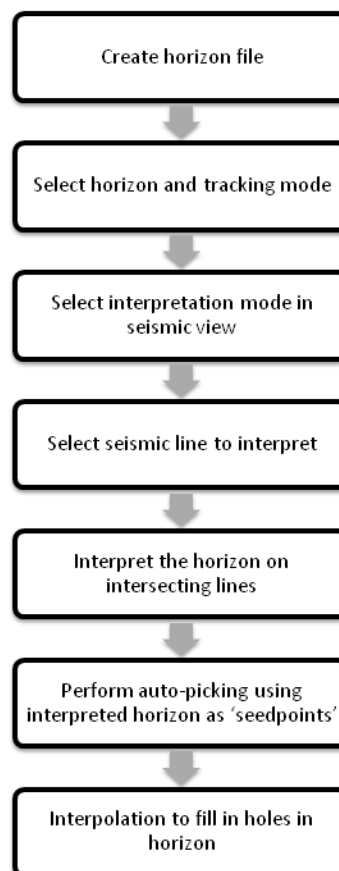 Create horizon file
Select horizon and tracking mode
Select interpretation mode in
seismic view
Select seismic line to interpret
Interpret the horizon on
intersecting lines
Perform auto-picking using
interpreted horizon as ‘seedpoints’
Interpolation to fill in holes in
horizon